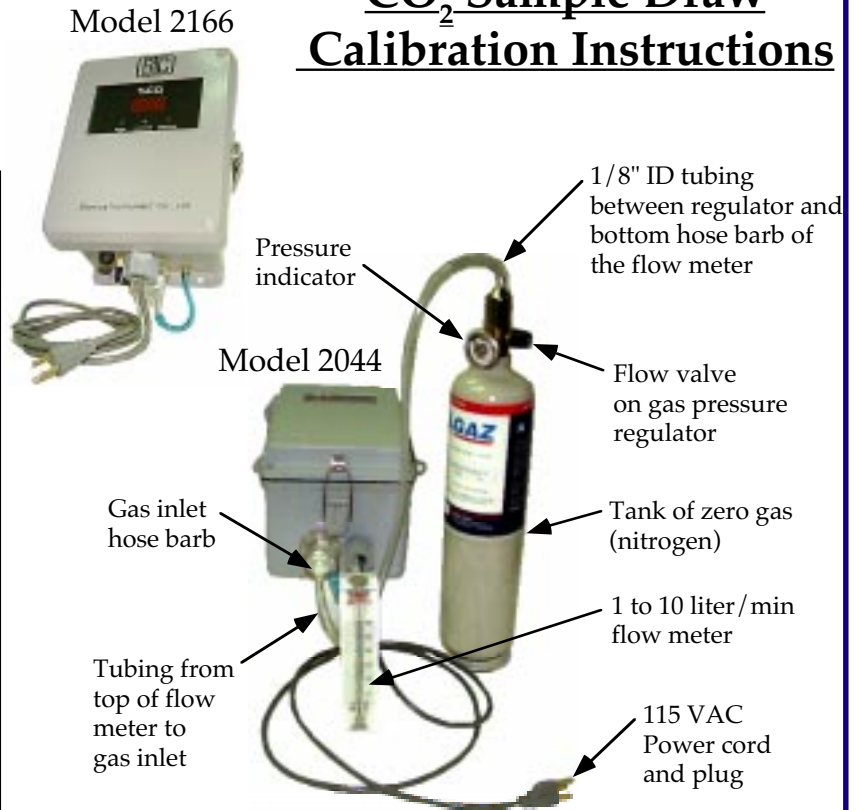 CO₂ Sample Draw
Calibration Instructions
Model 2166
1/8" ID tubing
between regulator and
bottom hose barb of
the flow meter
Pressure
indicator
Model 2044
Flow valve
on gas pressure
regulator
Gas inlet
hose barb
Tank of zero gas
(nitrogen)
1 to 10 liter/min
flow meter
Tubing from
top of flow
meter to
gas inlet
115 VAC
Power cord
and plug